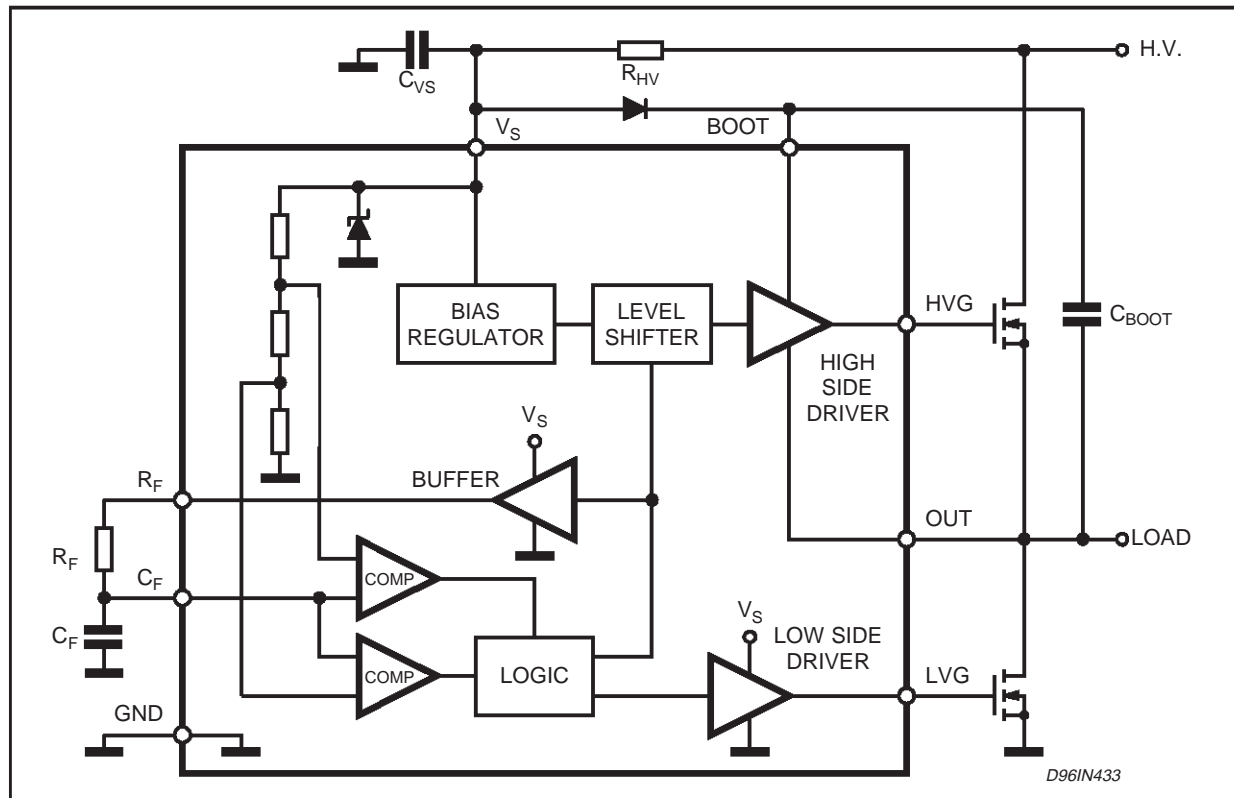 H.V.
C_VS
R_HV
V_S
BOOT
BIAS
REGULATOR
LEVEL
SHIFTER
HVG
C_BOOT
HIGH
SIDE
DRIVER
V_S
R_F
BUFFER
OUT
LOAD
R_F
C_F
COMP
C_F
V_S
LOW SIDE
DRIVER
COMP
LOGIC
LVG
GND
D96IN433